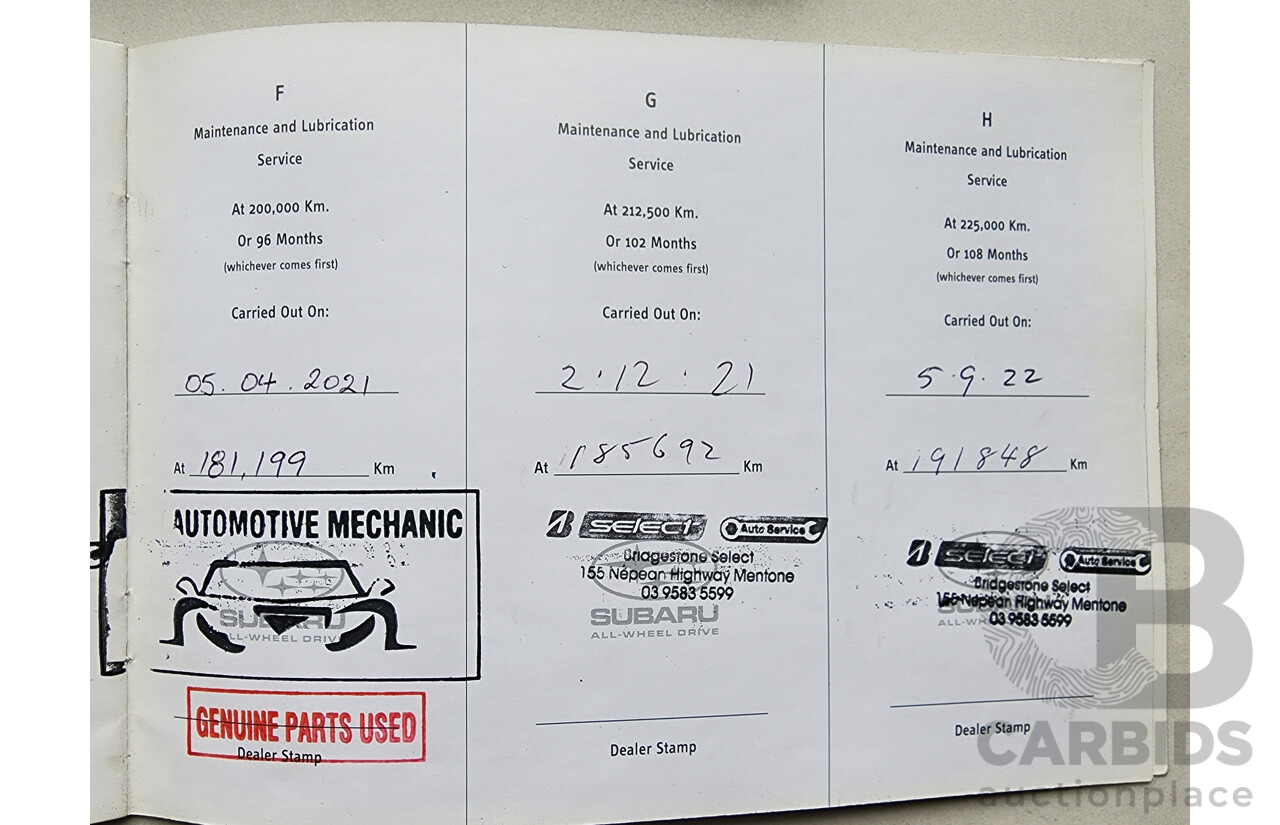 F
Maintenance and Lubrication
Service
At 200,000 Km.
Or 96 Months
(whichever comes first)
Carried Out On:
05.04.2021
At 181,199 Km
AUTOMOTIVE MECHANIC
SUBARU
ALL-WHEEL DRIVE
GENUINE PARTS USED
Dealer Stamp
G
Maintenance and Lubrication
Service
At 212,500 Km.
Or 102 Months
(whichever comes first)
Carried Out On:
2.12.21
At 185692 Km
select Auto Service
Bridgestone Select
155 Nepean Highway Mentone
03 9583 5599
SUBARU
ALL-WHEEL DRIVE
Dealer Stamp
H
Maintenance and Lubrication
Service
At 225,000 Km.
Or 108 Months
(whichever comes first)
Carried Out On:
5.9.22
At 191848 Km
select Auto Service
Bridgestone Select
155 Nepean Highway Mentone
03 9583 5599
Dealer Stamp
CARBIDS
auctionplace